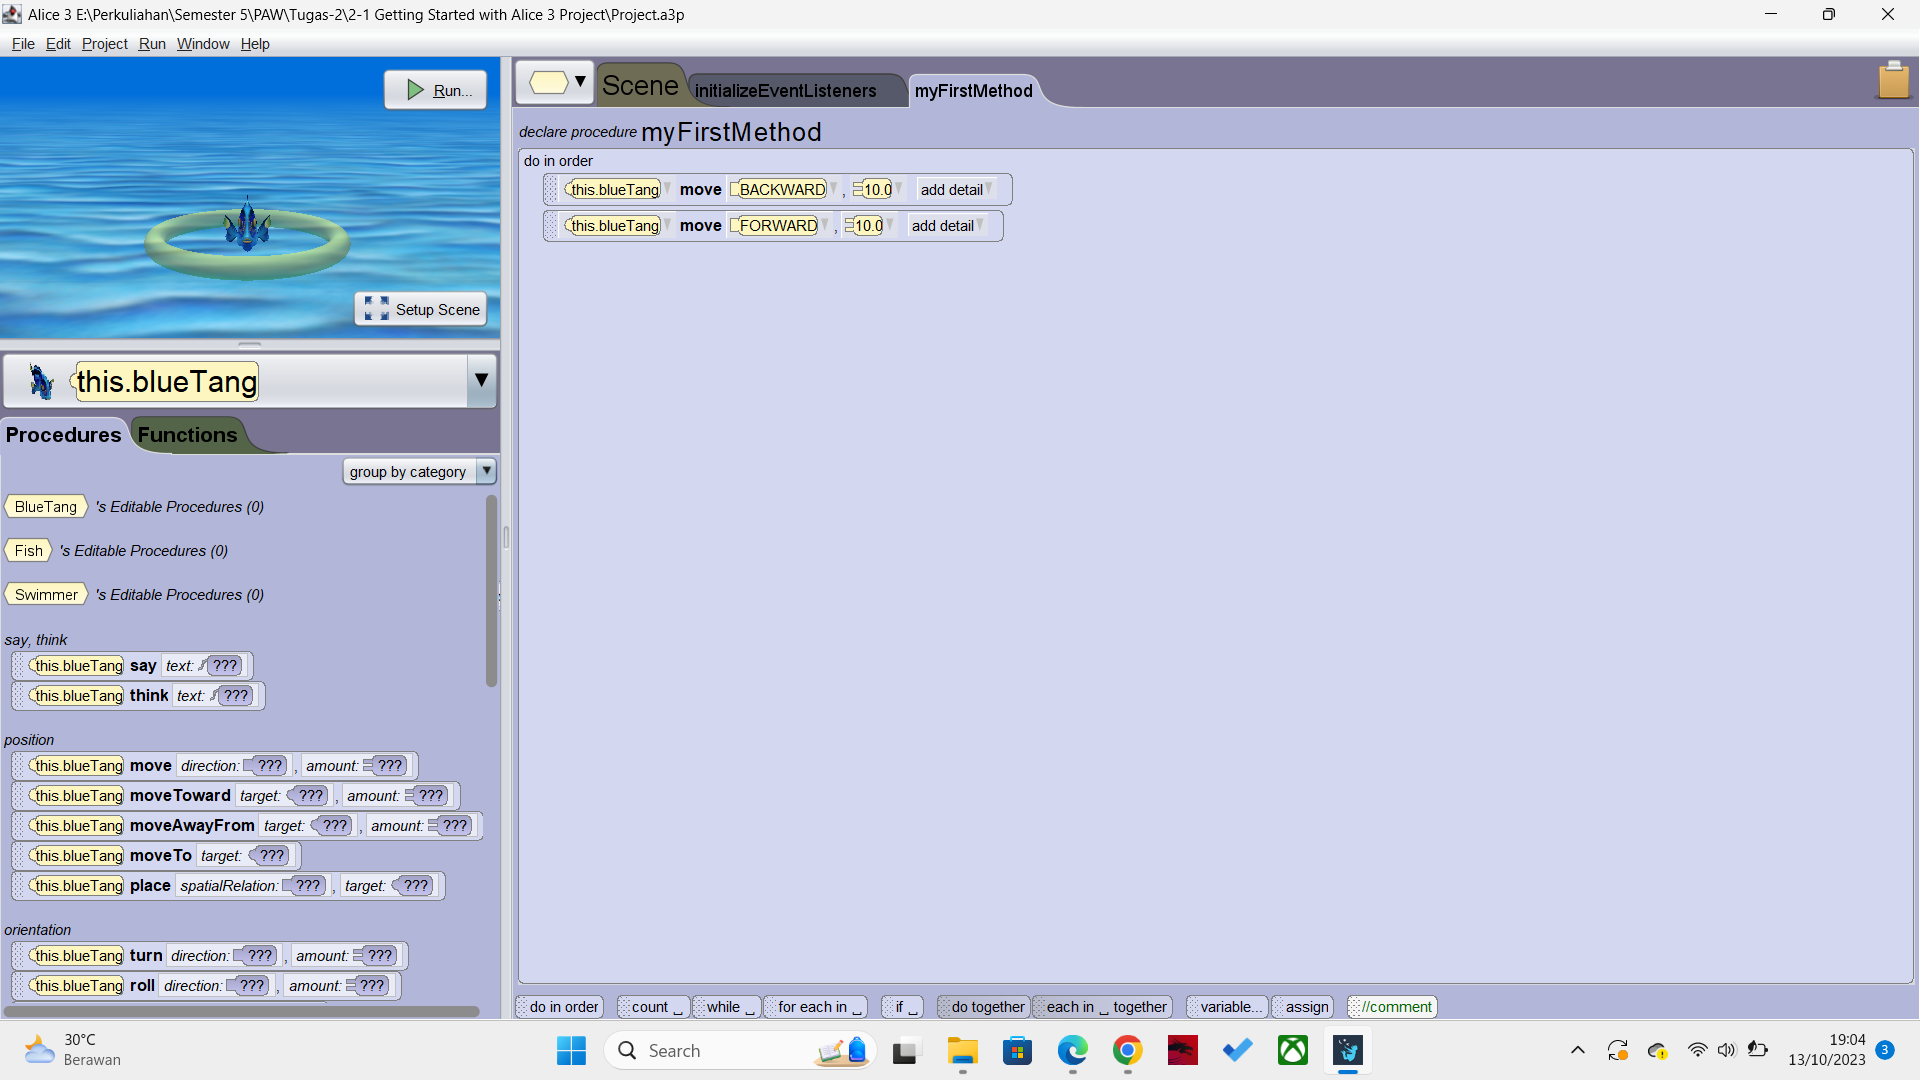 Alice 3 E:\Perkuliahan\Semester 5\PAW\Tugas-2\2-1 Getting Started with Alice 3 Project\Project.a3p
File Edit Project Run Window Help
Run...
Setup Scene
this.blueTang
Procedures Functions
group by category
BlueTang 's Editable Procedures (0)
Fish 's Editable Procedures (0)
Swimmer 's Editable Procedures (0)
say, think
this.blueTang say text: ???
this.blueTang think text: ???
position
this.blueTang move direction: ??? , amount: ???
this.blueTang moveToward target: ??? , amount: ???
this.blueTang moveAwayFrom target: ??? , amount: ???
this.blueTang moveTo target: ???
this.blueTang place spatialRelation: ??? , target: ???
orientation
this.blueTang turn direction: ??? , amount: ???
this.blueTang roll direction: ??? , amount: ???
Scene initializeEventListeners myFirstMethod
declare procedure myFirstMethod
do in order
this.blueTang move BACKWARD , 10.0 add detail
this.blueTang move FORWARD , 10.0 add detail
do in order count ␣ while ␣ for each in ␣ if ␣ do together each in ␣ together variable... assign //comment
30°C
Berawan
Search
19:04
13/10/2023
3